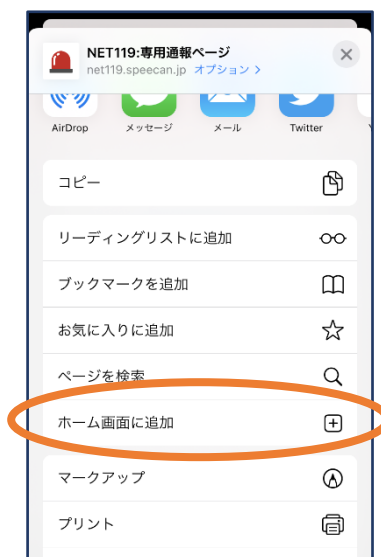 NET119:専用通報ページ
net119.speecan.jp オプション >
AirDrop メッセージ メール Twitter
コピー
リーディングリストに追加
ブックマークを追加
お気に入りに追加
ページを検索
ホーム画面に追加
マークアップ
プリント